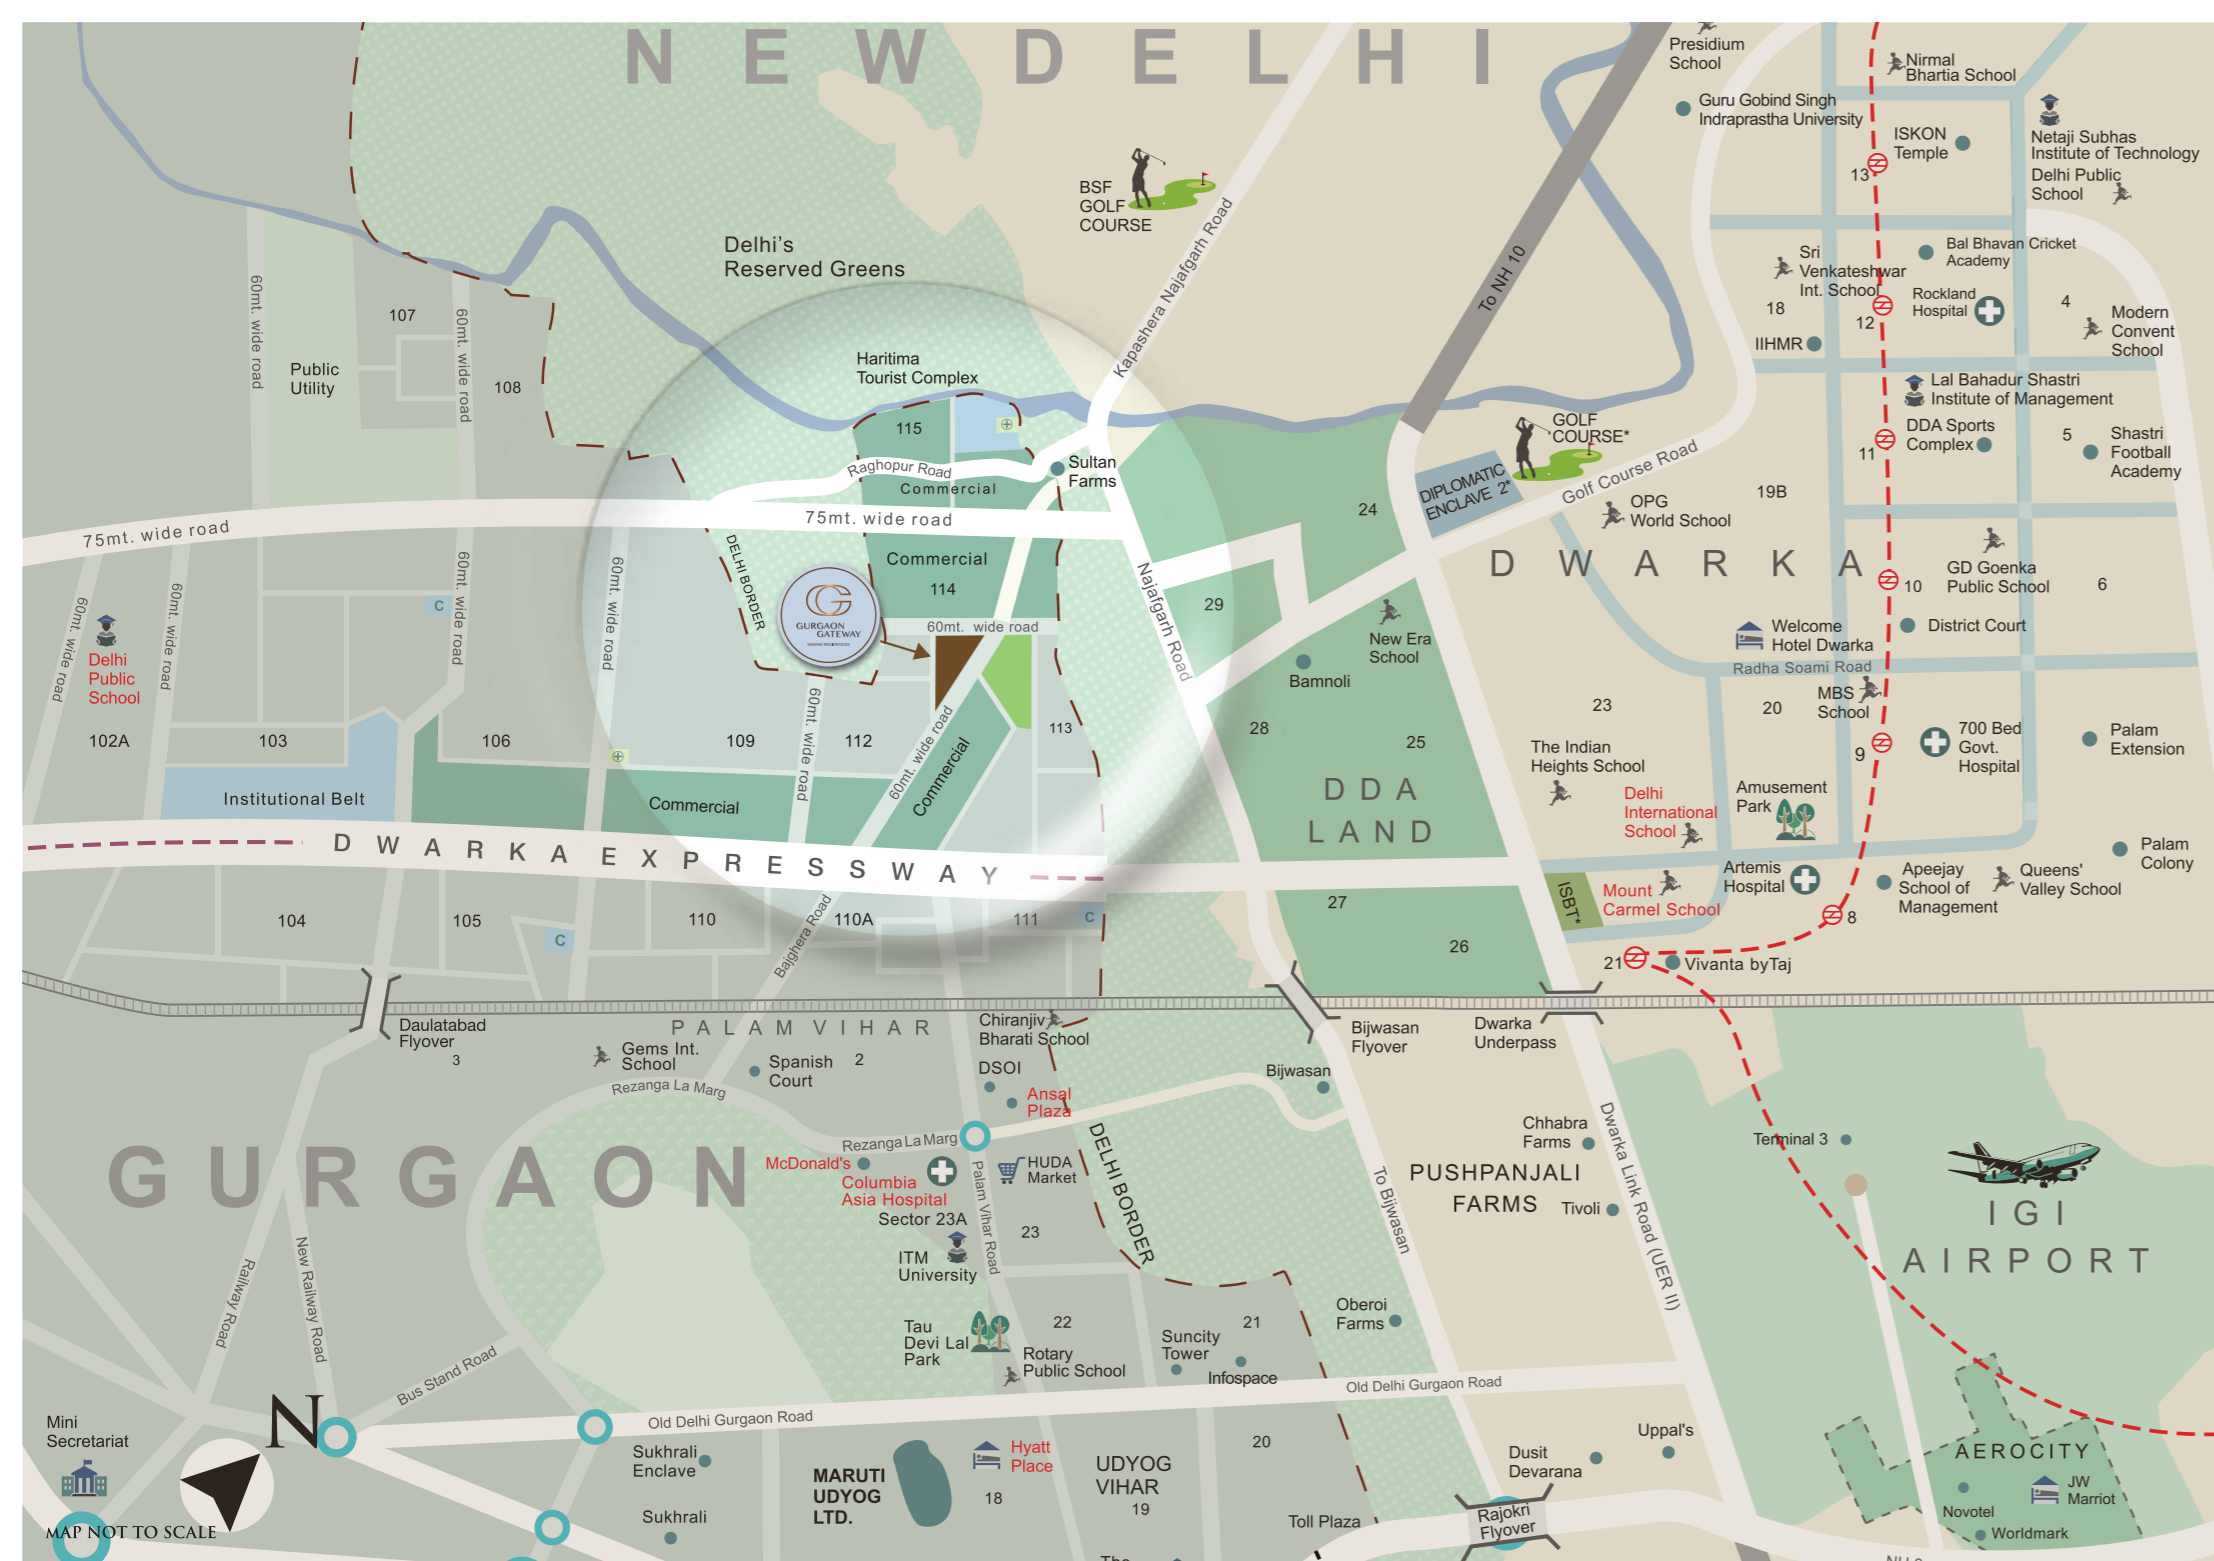 NEW DELHI
Presidium
School
Nirmal
Bhartia School
Guru Gobind Singh
Indraprastha University
ISKON
Temple
Netaji Subhas
Institute of Technology
Delhi Public
School
13
BSF
GOLF
COURSE
Delhi's
Reserved Greens
Kapashera Najafgarh Road
To NH 10
Sri
Venkateshwar
Int. School
Bal Bhavan Cricket
Academy
Rockland
Hospital
18
12
4
Modern
Convent
School
IIHMR
60mt. wide road
107
60mt. wide road
Public
Utility
108
Haritima
Tourist Complex
Lal Bahadur Shastri
Institute of Management
115
GOLF
COURSE*
DDA Sports
Complex
11
5
Shastri
Football
Academy
Raghopur Road
Sultan
Farms
Commercial
DIPLOMATIC
ENCLAVE 2*
Golf Course Road
OPG
World School
19B
24
75mt. wide road
75mt. wide road
DELHI BORDER
Commercial
114
DWARKA
GD Goenka
Public School
10
6
60mt. wide road
60mt. wide road
60mt. wide road
60mt. wide road
C
GURGAON
GATEWAY
60mt. wide road
Najafgarh Road
29
New Era
School
Bamnoli
Welcome
Hotel Dwarka
District Court
Radha Soami Road
Delhi
Public
School
MBS
School
23
20
102A
103
106
109
60mt. wide road
112
60mt. wide road
113
28
25
The Indian
Heights School
9
700 Bed
Govt.
Hospital
Palam
Extension
Institutional Belt
Commercial
Commercial
DDA
LAND
Delhi
International
School
Amusement
Park
DWARKA EXPRESSWAY
Palam
Colony
Artemis
Hospital
Apeejay
School of
Management
Queens'
Valley School
ISBT*
Mount
Carmel School
8
104
105
C
110
Bajghera Road
110A
111
C
27
26
21
Vivanta byTaj
Daulatabad
Flyover
3
PALAM VIHAR
Chiranjiv
Bharati School
Bijwasan
Flyover
Dwarka
Underpass
Gems Int.
School
Spanish
Court
2
DSOI
Ansal
Plaza
Bijwasan
Rezanga La Marg
Rezanga La Marg
DELHI BORDER
Chhabra
Farms
Dwarka Link Road (UER II)
Terminal 3
GURGAON
McDonald's
Columbia
Asia Hospital
HUDA
Market
Palam Vihar Road
To Bijwasan
PUSHPANJALI
FARMS
Tivoli
IGI
AIRPORT
Sector 23A
23
ITM
University
Railway Road
New Railway Road
Tau
Devi Lal
Park
22
Rotary
Public School
Suncity
Tower
21
Infospace
Oberoi
Farms
Bus Stand Road
Old Delhi Gurgaon Road
Old Delhi Gurgaon Road
Mini
Secretariat
N
MAP NOT TO SCALE
Sukhrali
Enclave
Sukhrali
MARUTI
UDYOG
LTD.
Hyatt
Place
18
UDYOG
VIHAR
19
20
Toll Plaza
Dusit
Devarana
Uppal's
Rajokri
Flyover
AEROCITY
JW
Marriot
Novotel
Worldmark
The